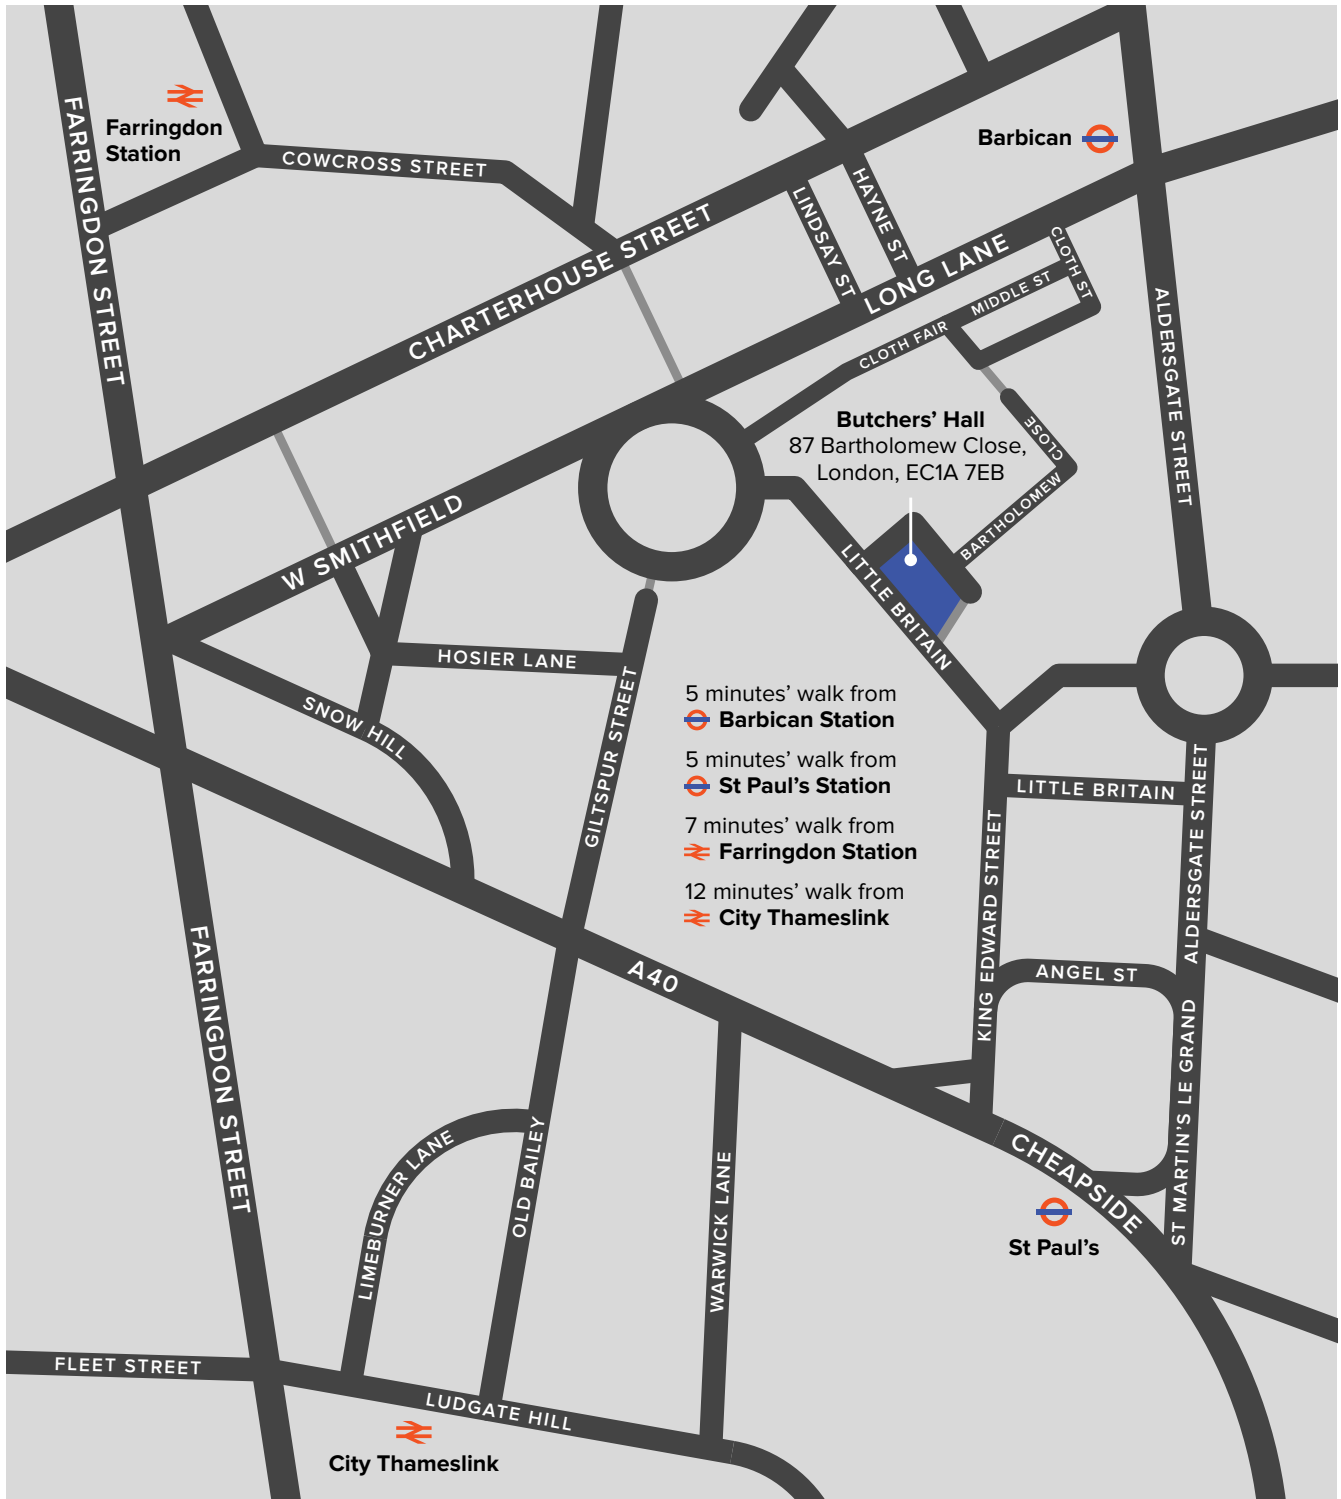 FARRINGDON STREET
Farringdon
Station
COWCROSS STREET
CHARTERHOUSE STREET
LINDSAY ST
HAYNE ST
LONG LANE
Barbican
CLOTH ST
MIDDLE ST
CLOTH FAIR
ALDERSGATE STREET
Butchers’ Hall
87 Bartholomew Close,
London, EC1A 7EB
CLOSE
BARTHOLOMEW
W SMITHFIELD
LITTLE BRITAIN
HOSIER LANE
SNOW HILL
GILTSPUR STREET
5 minutes’ walk from
Barbican Station
5 minutes’ walk from
St Paul’s Station
7 minutes’ walk from
Farringdon Station
12 minutes’ walk from
City Thameslink
LITTLE BRITAIN
KING EDWARD STREET
ALDERSGATE STREET
ANGEL ST
A40
FARRINGDON STREET
ST MARTIN’S LE GRAND
CHEAPSIDE
St Paul’s
LIMEBURNER LANE
OLD BAILEY
WARWICK LANE
FLEET STREET
LUDGATE HILL
City Thameslink